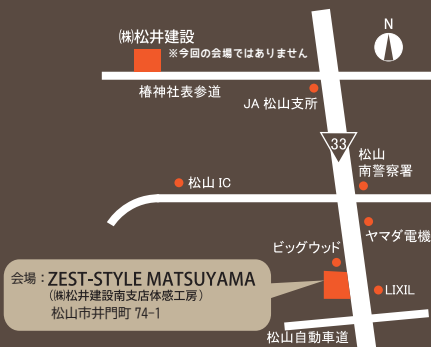 ㈱松井建設
※今回の会場ではありません
N
椿神社表参道
JA 松山支所
33
松山
南警察署
松山 IC
ヤマダ電機
ビッグウッド
会場：ZEST-STYLE MATSUYAMA
（㈱松井建設南支店体感工房）
松山市井門町 74-1
LIXIL
松山自動車道